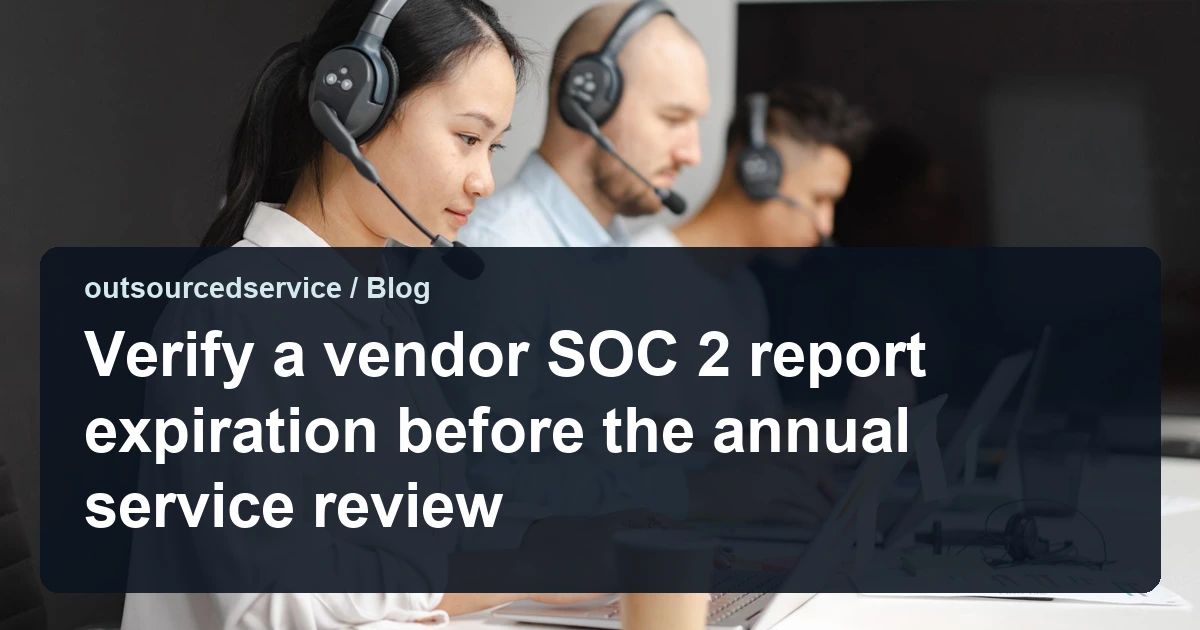 outsourcedservice / Blog
Verify a vendor SOC 2 report
expiration before the annual
service review